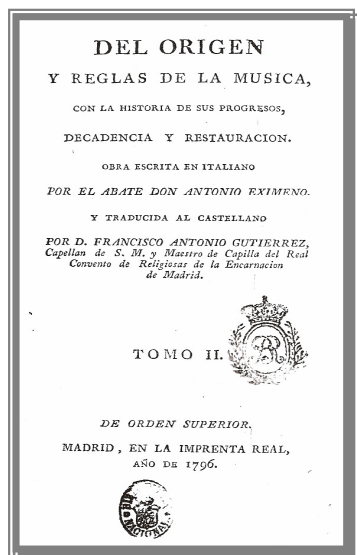 DEL ORIGEN
Y REGLAS DE LA MUSICA,
CON LA HISTORIA DE SUS PROGRESOS,
DECADENCIA Y RESTAURACION.
OBRA ESCRITA EN ITALIANO
POR EL ABATE DON ANTONIO EXIMENO.
Y TRADUCIDA AL CASTELLANO
POR D. FRANCISCO ANTONIO GUTIERREZ,
Capellan de S. M. y Maestro de Capilla del Real
Convento de Religiosas de la Encarnacion
de Madrid.
TOMO II.
DE ORDEN SUPERIOR.
MADRID, EN LA IMPRENTA REAL,
AÑO DE 1796.
NACIONAL